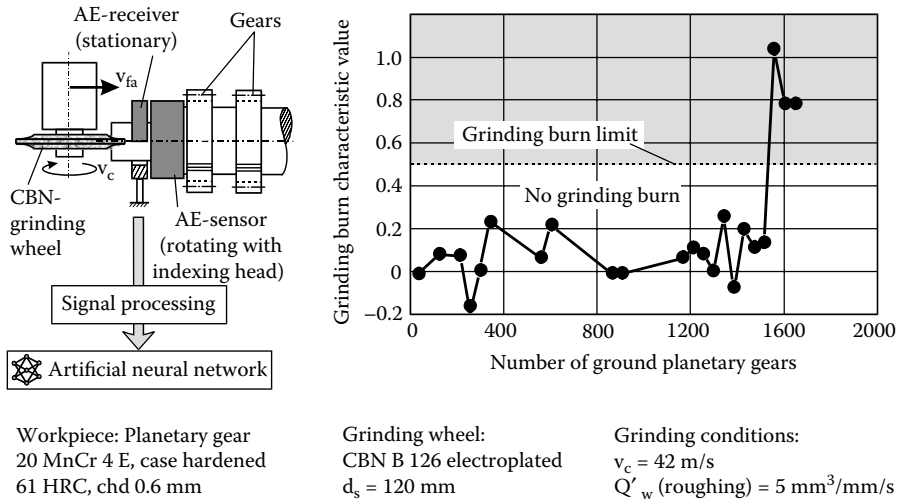 AE-receiver
(stationary)
Gears
v_fa
v_c
CBN-
grinding
wheel
AE-sensor
(rotating with
indexing head)
Signal processing
Artificial neural network
Grinding burn characteristic value
1.0
0.8
0.6
0.4
0.2
0
−0.2
Grinding burn limit
No grinding burn
0
400
800
1200
1600
2000
Number of ground planetary gears
Workpiece: Planetary gear
20 MnCr 4 E, case hardened
61 HRC, chd 0.6 mm
Grinding wheel:
CBN B 126 electroplated
d_s = 120 mm
Grinding conditions:
v_c = 42 m/s
Q′_w (roughing) = 5 mm³/mm/s